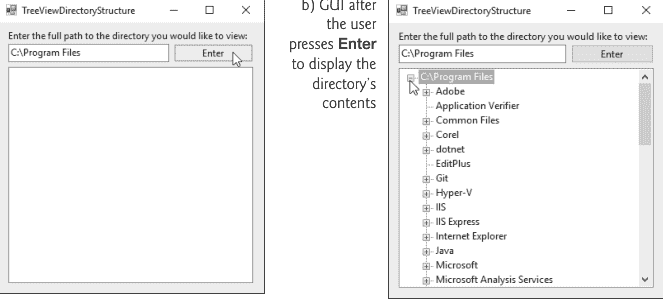 TreeViewDirectoryStructure
Enter the full path to the directory you would like to view:
C:\Program Files
Enter
b) GUI after
the user
presses Enter
to display the
directory's
contents
TreeViewDirectoryStructure
Enter the full path to the directory you would like to view:
C:\Program Files
Enter
C:\Program Files
Adobe
Application Verifier
Common Files
Corel
dotnet
EditPlus
Git
Hyper-V
IIS
IIS Express
Internet Explorer
Java
Microsoft
Microsoft Analysis Services